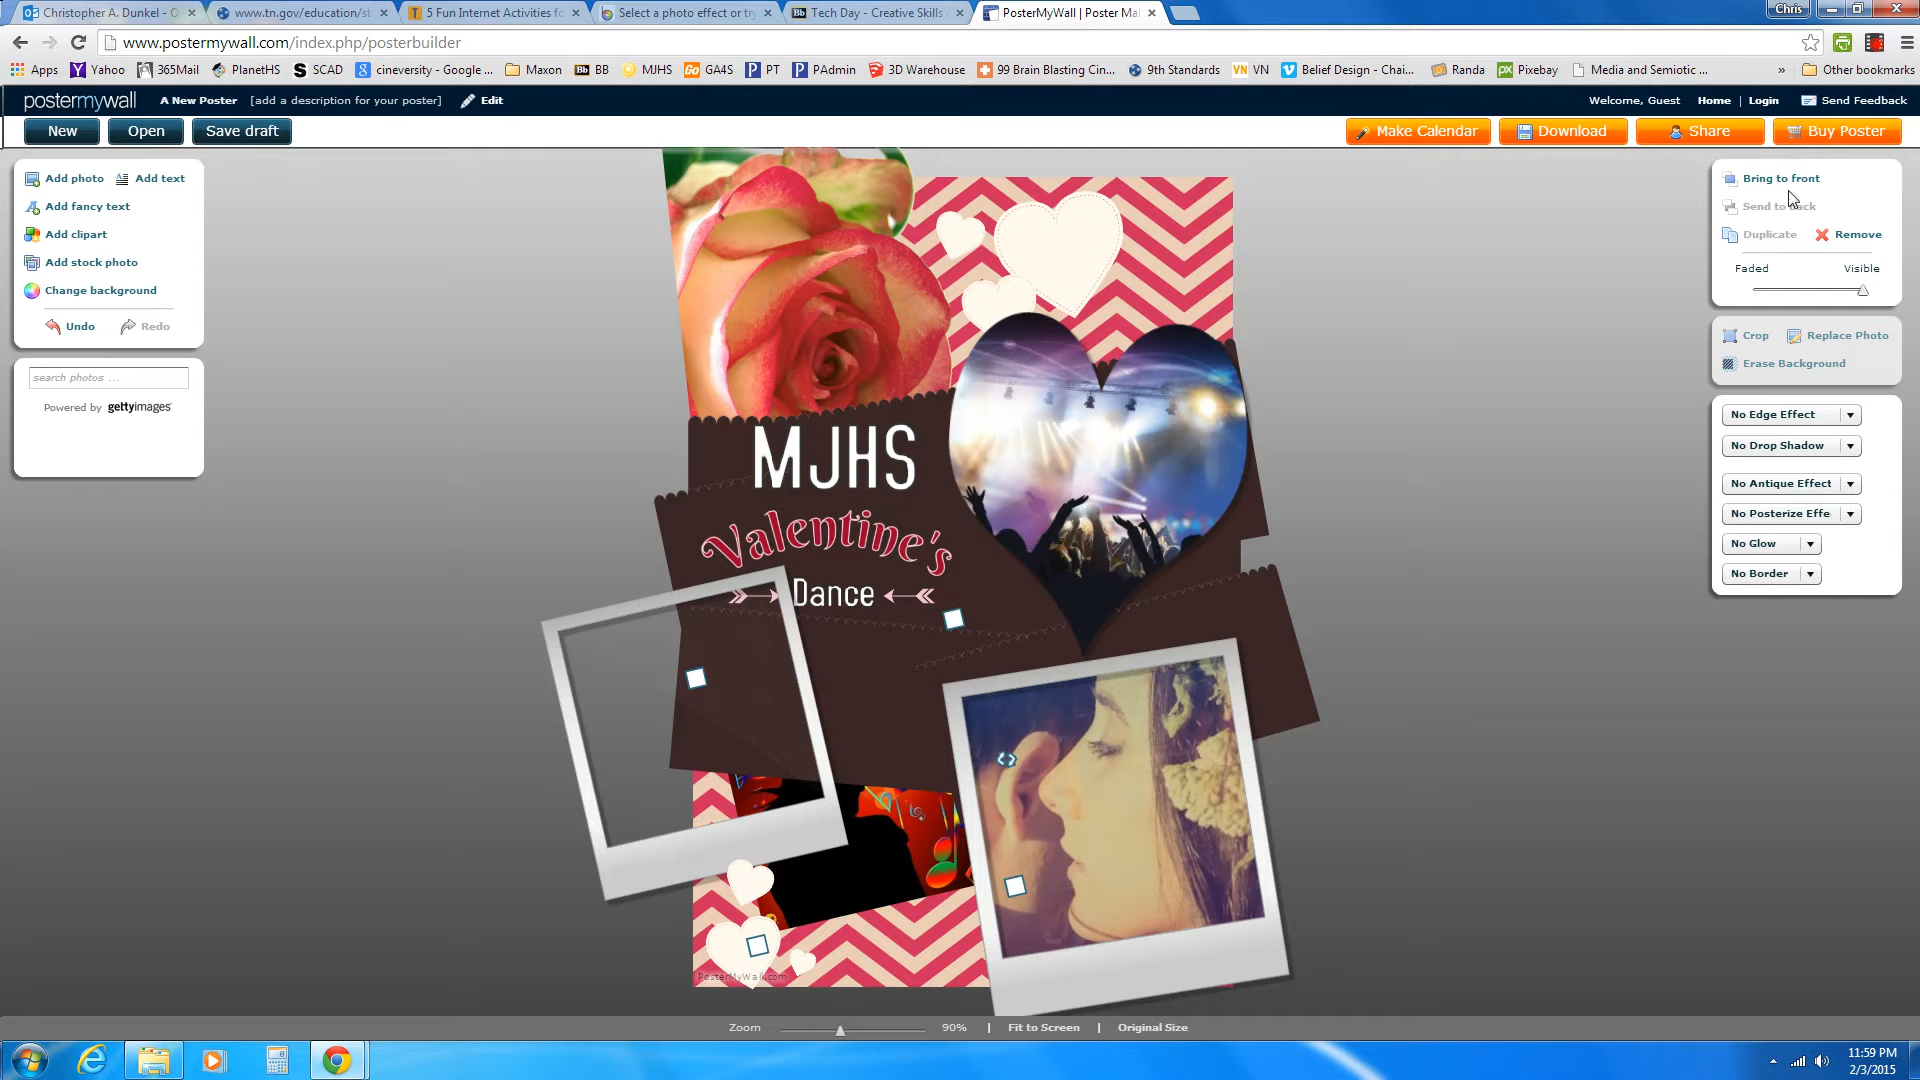 Christopher A. Dunkel - O
www.tn.gov/education/st
5 Fun Internet Activities fo
Select a photo effect or try
Tech Day - Creative Skills
PosterMyWall | Poster Ma
Chris
www.postermywall.com/index.php/posterbuilder
Apps
Yahoo
365Mail
PlanetHS
SCAD
cineversity - Google ...
Maxon
BB
MJHS
GA4S
PT
PAdmin
3D Warehouse
99 Brain Blasting Cin...
9th Standards
VN
Belief Design - Chai...
Randa
Pixebay
Media and Semiotic ...
»
Other bookmarks
postermywall
A New Poster
[add a description for your poster]
Edit
Welcome, Guest
Home | Login
Send Feedback
New
Open
Save draft
Make Calendar
Download
Share
Buy Poster
Add photo
Add text
Add fancy text
Add clipart
Add stock photo
Change background
Undo
Redo
search photos ...
Powered by gettyimages
MJHS
Valentine's
Dance
PosterMyWall.com
Bring to front
Send to back
Duplicate
Remove
Faded
Visible
Crop
Replace Photo
Erase Background
No Edge Effect
No Drop Shadow
No Antique Effect
No Posterize Effe
No Glow
No Border
Zoom
90%
|
Fit to Screen
|
Original Size
11:59 PM
2/3/2015